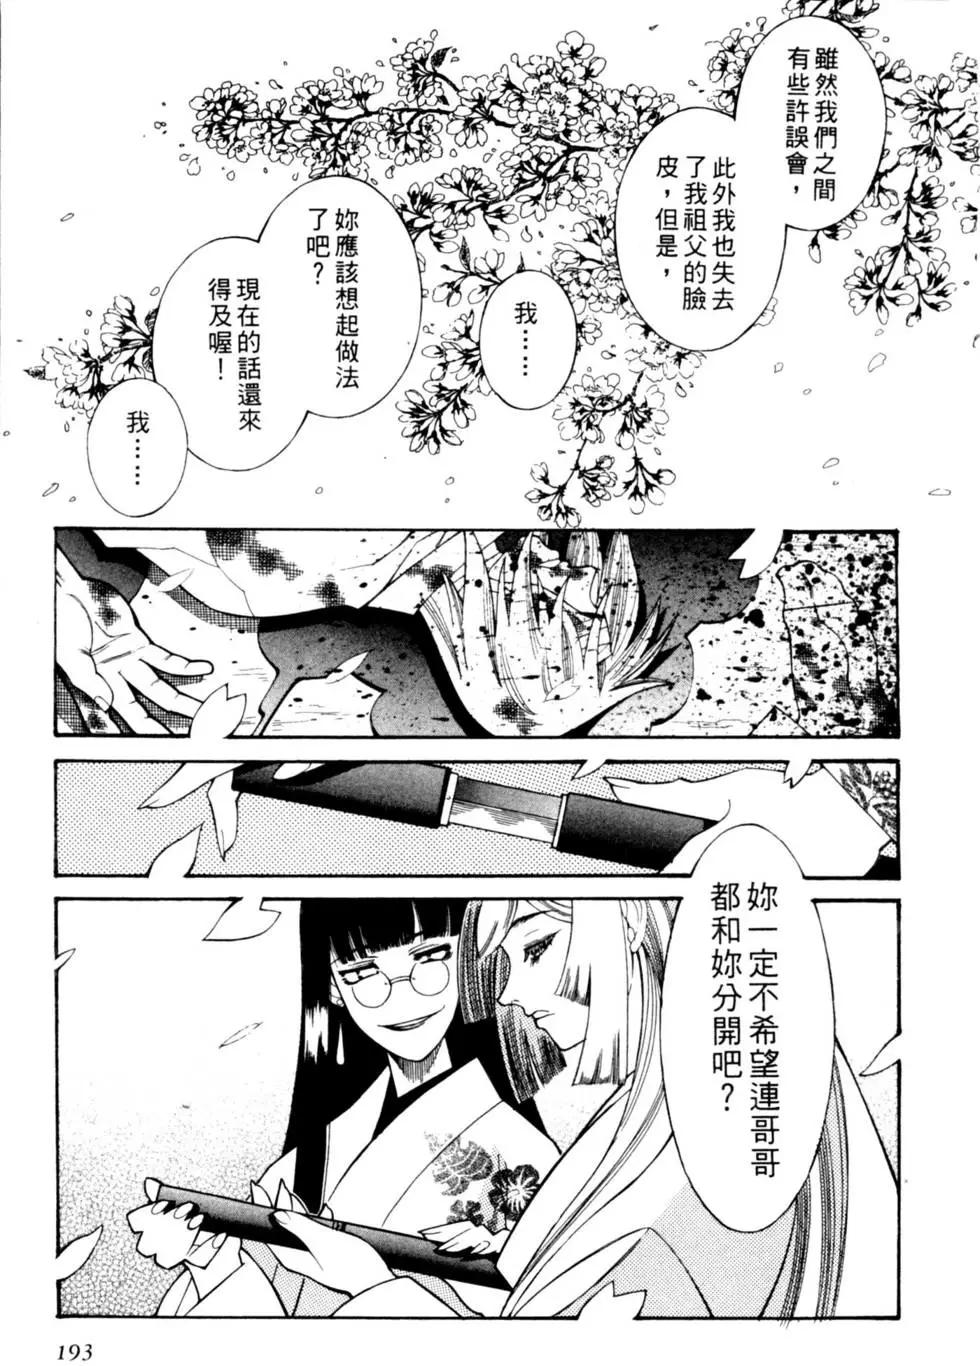 雖然我們之間
有些許誤會，
此外我也失去
了我祖父的臉
皮，但是，
我……
妳應該想起做法
了吧？
現在的話還來
得及喔！
我……
妳一定不希望連哥哥
都和妳分開吧？
193